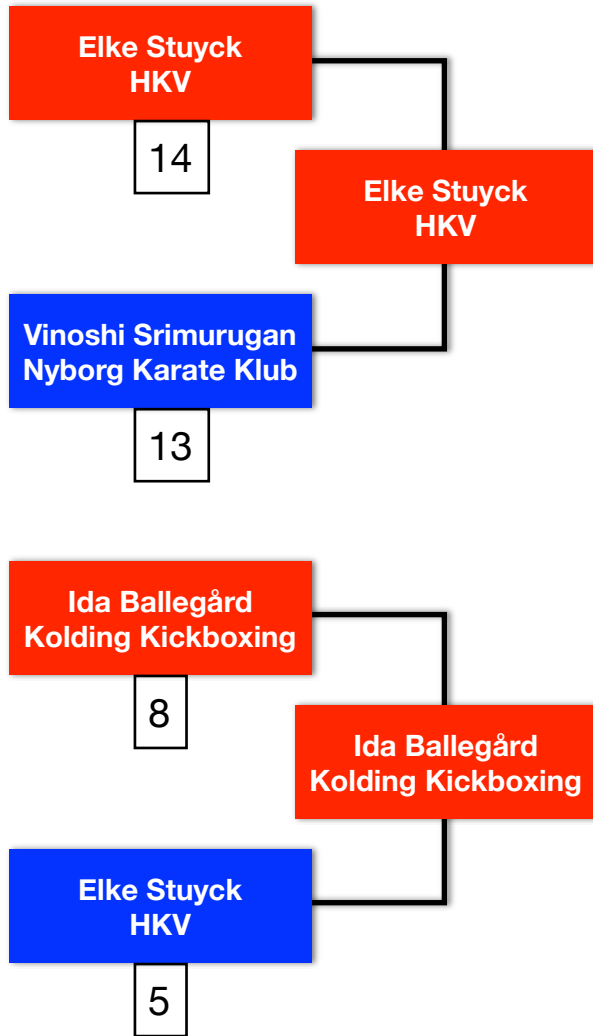 Elke Stuyck
HKV
14
Elke Stuyck
HKV
Vinoshi Srimurugan
Nyborg Karate Klub
13
Ida Ballegård
Kolding Kickboxing
8
Ida Ballegård
Kolding Kickboxing
Elke Stuyck
HKV
5